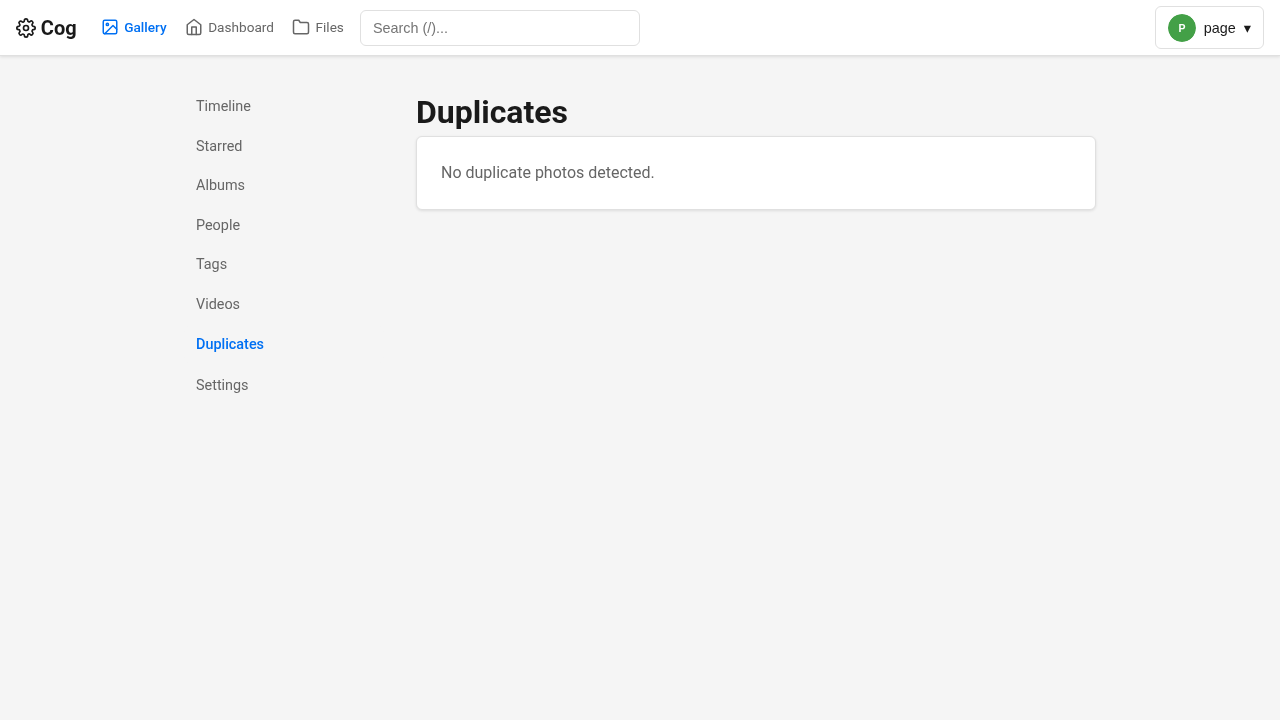 Cog
Gallery
Dashboard
Files
Search (/)...
P
page ▾
Timeline
Starred
Albums
People
Tags
Videos
Duplicates
Settings
Duplicates
No duplicate photos detected.